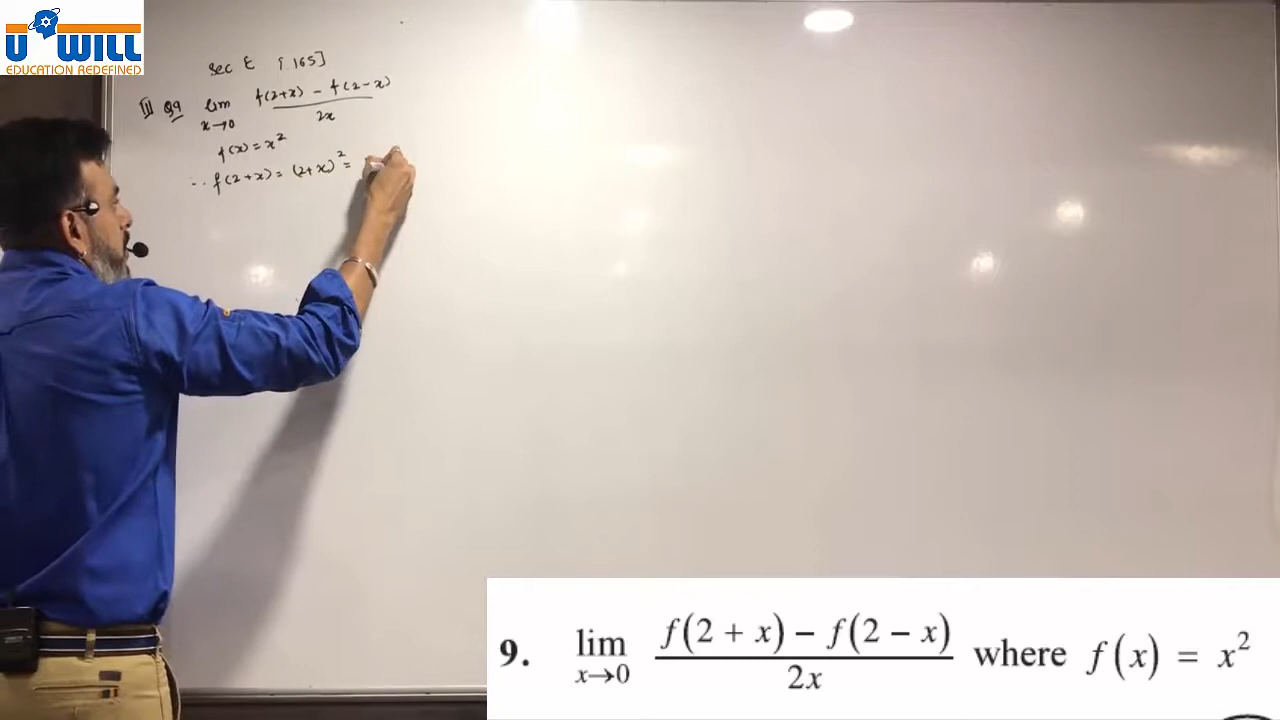 U WILL
EDUCATION REDEFINED
Sec E [165]
III Q9 lim x→0 f(2+x) - f(2-x) / 2x
f(x) = x²
∴ f(2+x) = (2+x)² =
9. lim x→0 f(2 + x) – f(2 – x) / 2x where f(x) = x²